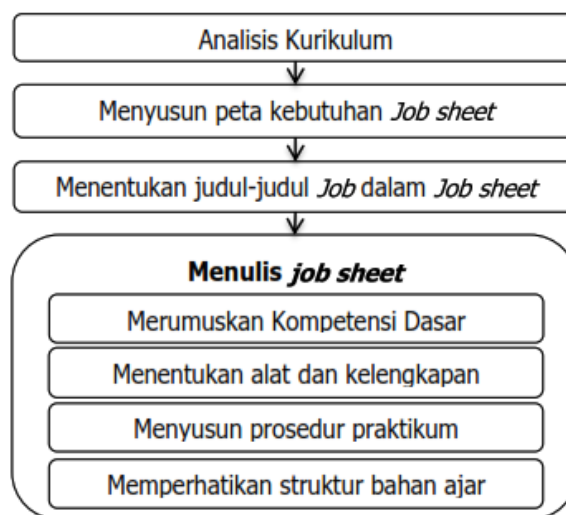 Analisis Kurikulum
Menyusun peta kebutuhan Job sheet
Menentukan judul-judul Job dalam Job sheet
Menulis job sheet
Merumuskan Kompetensi Dasar
Menentukan alat dan kelengkapan
Menyusun prosedur praktikum
Memperhatikan struktur bahan ajar